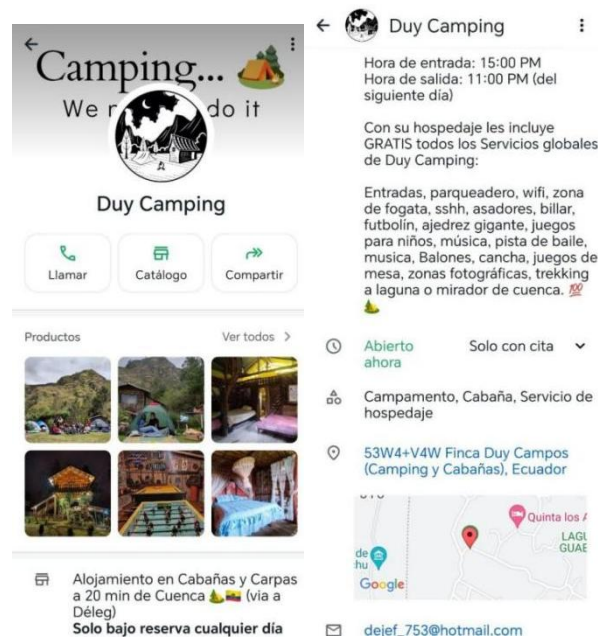 Camping... 🏕️
We do it
Duy Camping
Llamar
Catálogo
Compartir
Productos
Ver todos
Alojamiento en Cabañas y Carpas
a 20 min de Cuenca 🏕️🇪🇨 (via a
Déleg)
Solo bajo reserva cualquier día
Duy Camping
Hora de entrada: 15:00 PM
Hora de salida: 11:00 PM (del
siguiente día)
Con su hospedaje les incluye
GRATIS todos los Servicios globales
de Duy Camping:
Entradas, parqueadero, wifi, zona
de fogata, sshh, asadores, billar,
futbolín, ajedrez gigante, juegos
para niños, música, pista de baile,
musica, Balones, cancha, juegos de
mesa, zonas fotográficas, trekking
a laguna o mirador de cuenca. 💯
🏕️
Abierto
ahora
Solo con cita
Campamento, Cabaña, Servicio de
hospedaje
53W4+V4W Finca Duy Campos
(Camping y Cabañas), Ecuador
Quinta los
LAGU
GUAE
de
hu
Google
dejef_753@hotmail.com